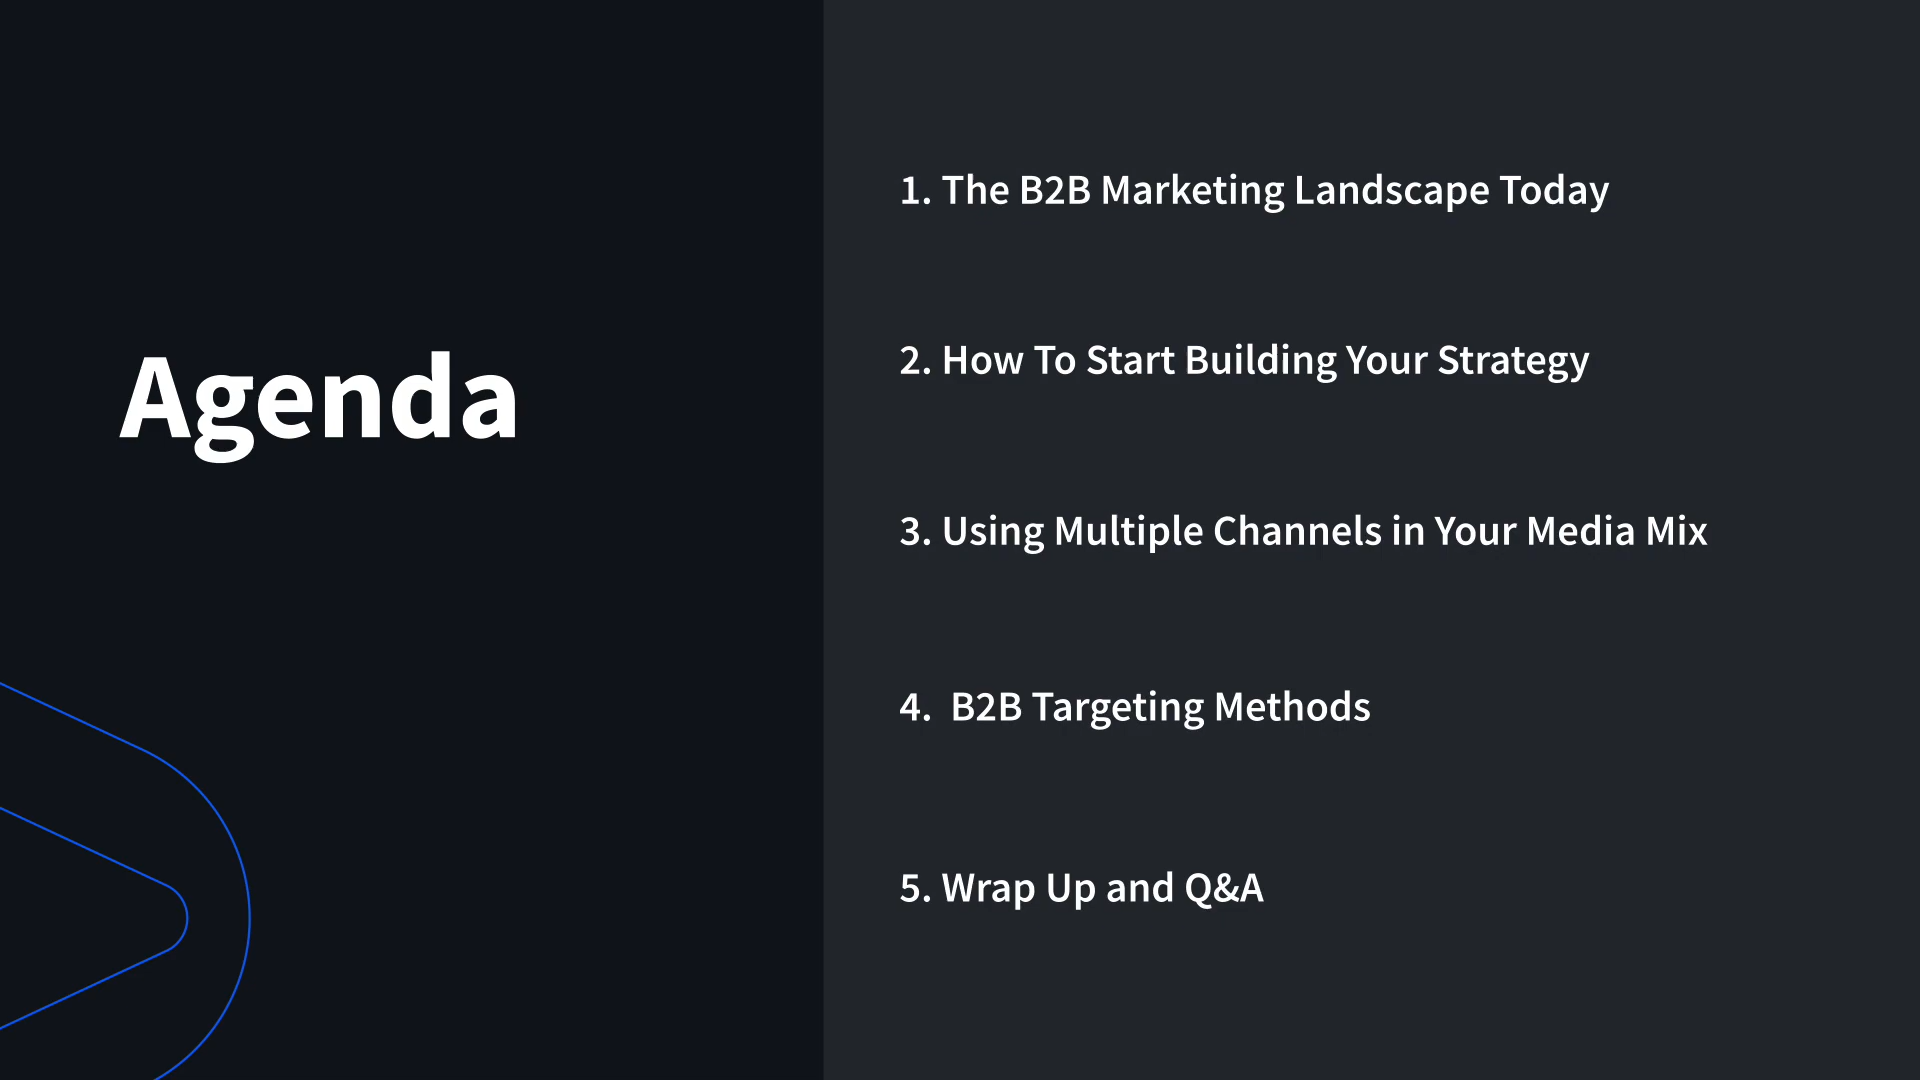 Agenda
1. The B2B Marketing Landscape Today
2. How To Start Building Your Strategy
3. Using Multiple Channels in Your Media Mix
4.  B2B Targeting Methods
5. Wrap Up and Q&A